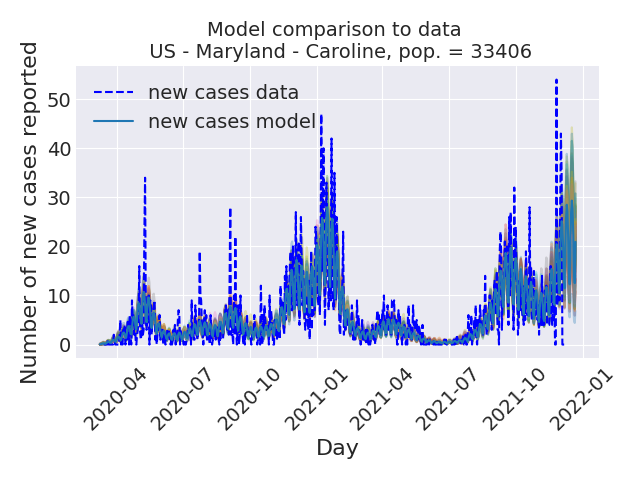 Model comparison to data
US - Maryland - Caroline, pop. = 33406
Number of new cases reported
50
40
30
20
10
0
new cases data
new cases model
2020-04
2020-07
2020-10
2021-01
2021-04
2021-07
2021-10
2022-01
Day